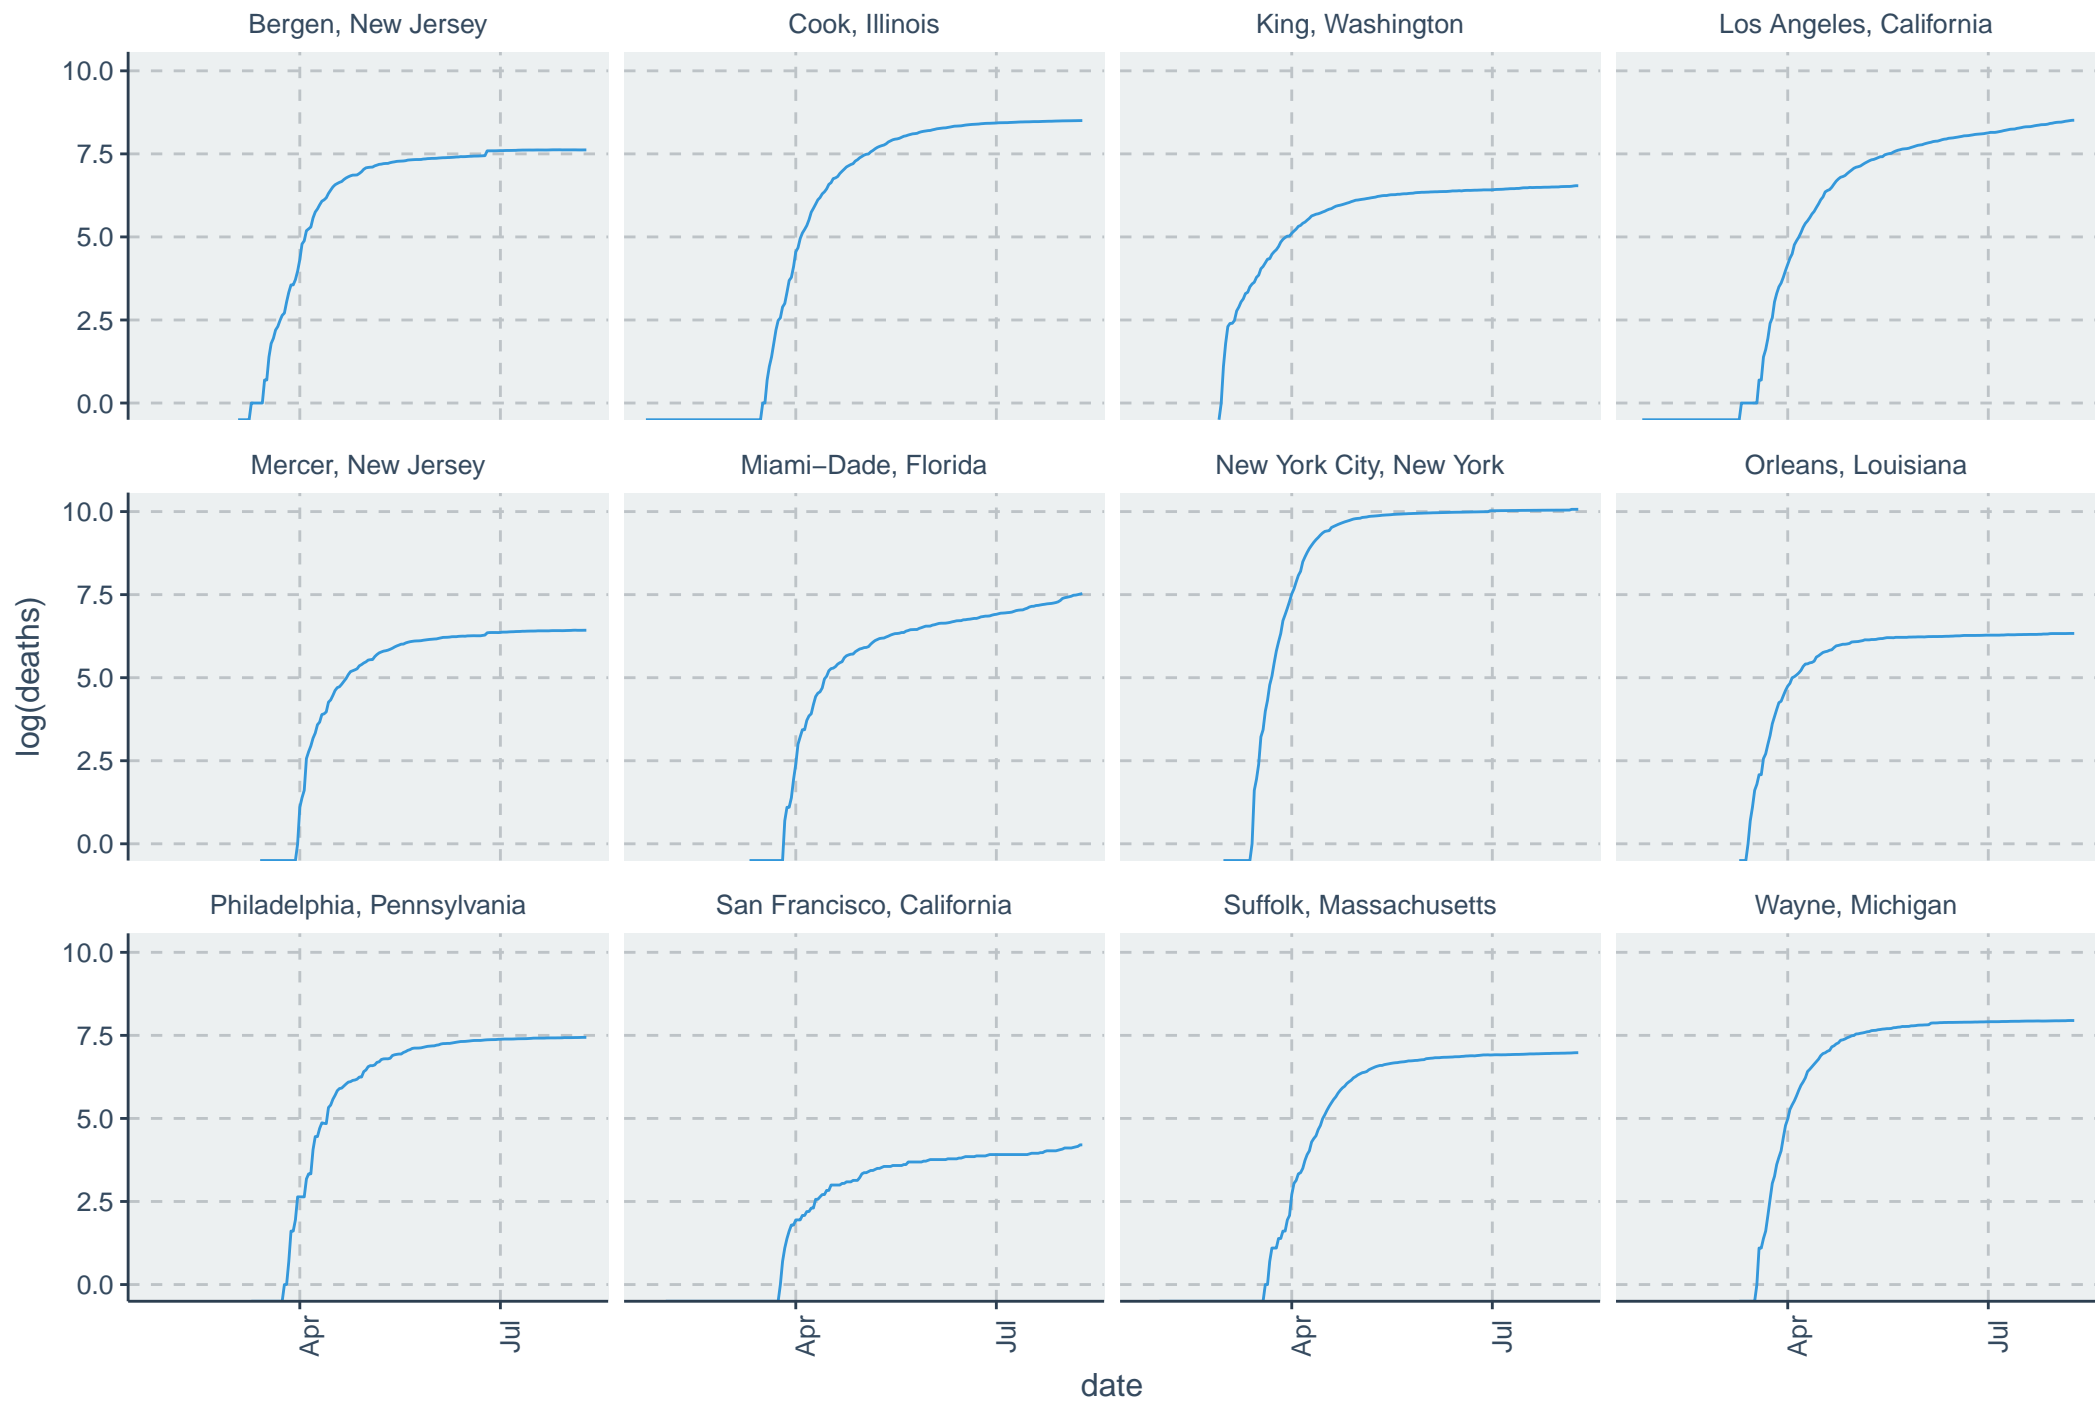 Bergen, New Jersey
Cook, Illinois
King, Washington
Los Angeles, California
10.0
7.5
5.0
2.5
0.0
Mercer, New Jersey
Miami−Dade, Florida
New York City, New York
Orleans, Louisiana
10.0
7.5
5.0
2.5
0.0
log(deaths)
Philadelphia, Pennsylvania
San Francisco, California
Suffolk, Massachusetts
Wayne, Michigan
10.0
7.5
5.0
2.5
0.0
Apr
Jul
Apr
Jul
Apr
Jul
Apr
Jul
date